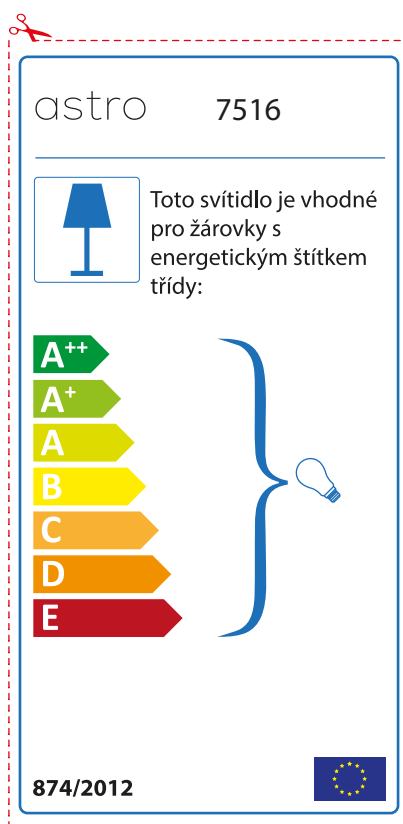 astro 7516
Toto svítidlo je vhodné
pro žárovky s
energetickým štítkem
třídy:
A++
A+
A
B
C
D
E
874/2012